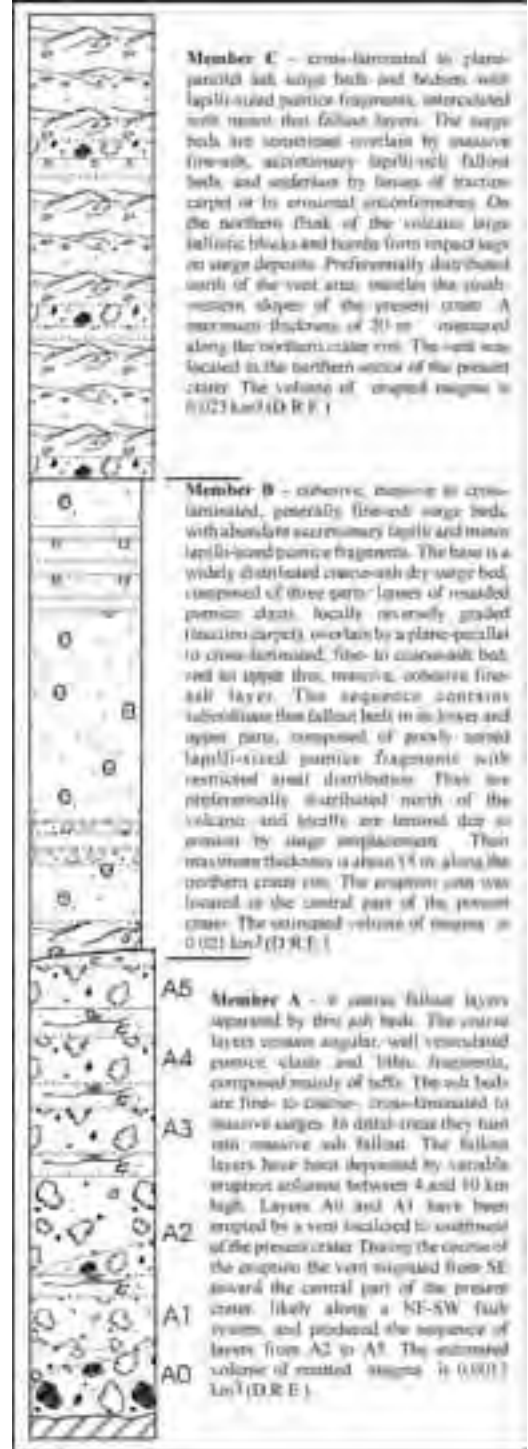 Member C – cross-laminated to plane-
parallel ash surge beds and bedsets with
lapilli-sized pumice fragments, intercalated
with minor thin fallout layers. The surge
beds are sometimes overlain by massive
fine-ash, accretionary lapilli-rich fallout
beds, and underlain by lenses of traction
carpet or by erosional unconformities. On
the northern flank of the volcano large
ballistic blocks and bombs form impact sags
on surge deposits. Preferentially distributed
north of the vent area, mantles the south-
western slopes of the present crater. A
maximum thickness of 20 m measured
along the northern crater rim. The vent was
located in the northern sector of the present
crater. The volume of erupted magma is
0.023 km³ (D.R.E.)
Member B – cohesive, massive to cross-
laminated, generally fine-ash surge beds,
with abundant accretionary lapilli and minor
lapilli-sized pumice fragments. The base is a
widely distributed coarse-ash dry surge bed,
composed of three parts: lenses of rounded
pumice clasts, locally reversely graded
(traction carpet), overlain by a plane-parallel
to cross-laminated, fine- to coarse-ash bed,
and an upper thin, massive, cohesive fine-
ash layer. The sequence contains
subordinate thin fallout beds in its lower and
upper parts, composed of poorly sorted
lapilli-sized pumice fragments with
restricted areal distribution. They are
preferentially distributed north of the
volcano and locally are eroded due to
erosion by surge emplacement. Their
maximum thickness is about 15 m along the
northern crater rim. The eruption vent was
located in the central part of the present
crater. The estimated volume of magma is
0.021 km³ (D.R.E.)
A5
Member A – 6 coarse fallout layers
separated by thin ash beds. The coarse
layers contain angular, well vesiculated
pumice clasts and lithic fragments,
composed mainly of tuffs. The ash beds
are fine- to coarse-, cross-laminated to
massive surges. In distal areas they turn
into massive ash fallout. The fallout
layers have been deposited by variable
eruption columns between 4 and 10 km
high. Layers A0 and A1 have been
erupted by a vent localized to southeast
of the present crater. During the course of
the eruption the vent migrated from SE
toward the central part of the present
crater, likely along a NE-SW fault
system, and produced the sequence of
layers from A2 to A5. The estimated
volume of emitted magma is 0.0013
km³ (D.R.E.)
A4
A3
A2
A1
A0